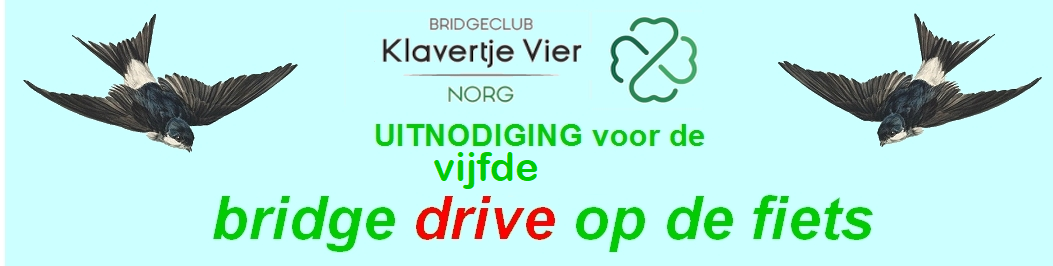 BRIDGECLUB
Klavertje Vier
NORG
UITNODIGING voor de
vijfde
bridge drive op de fiets